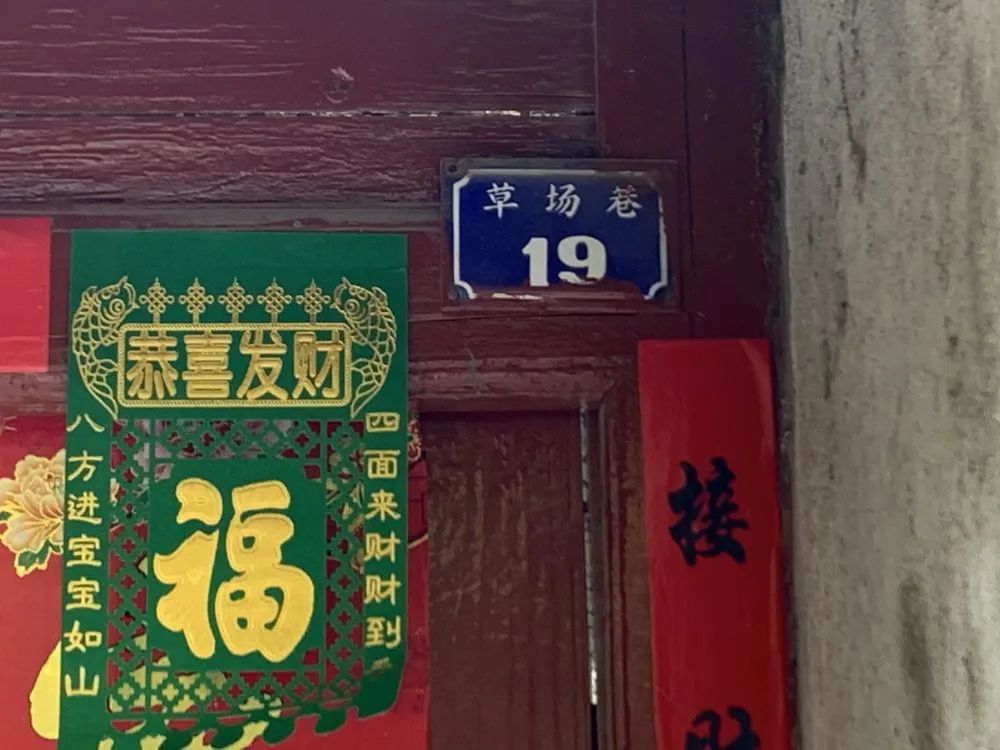 草场巷
19
恭喜发财
四面来财财到
八方进宝宝如山
福
接